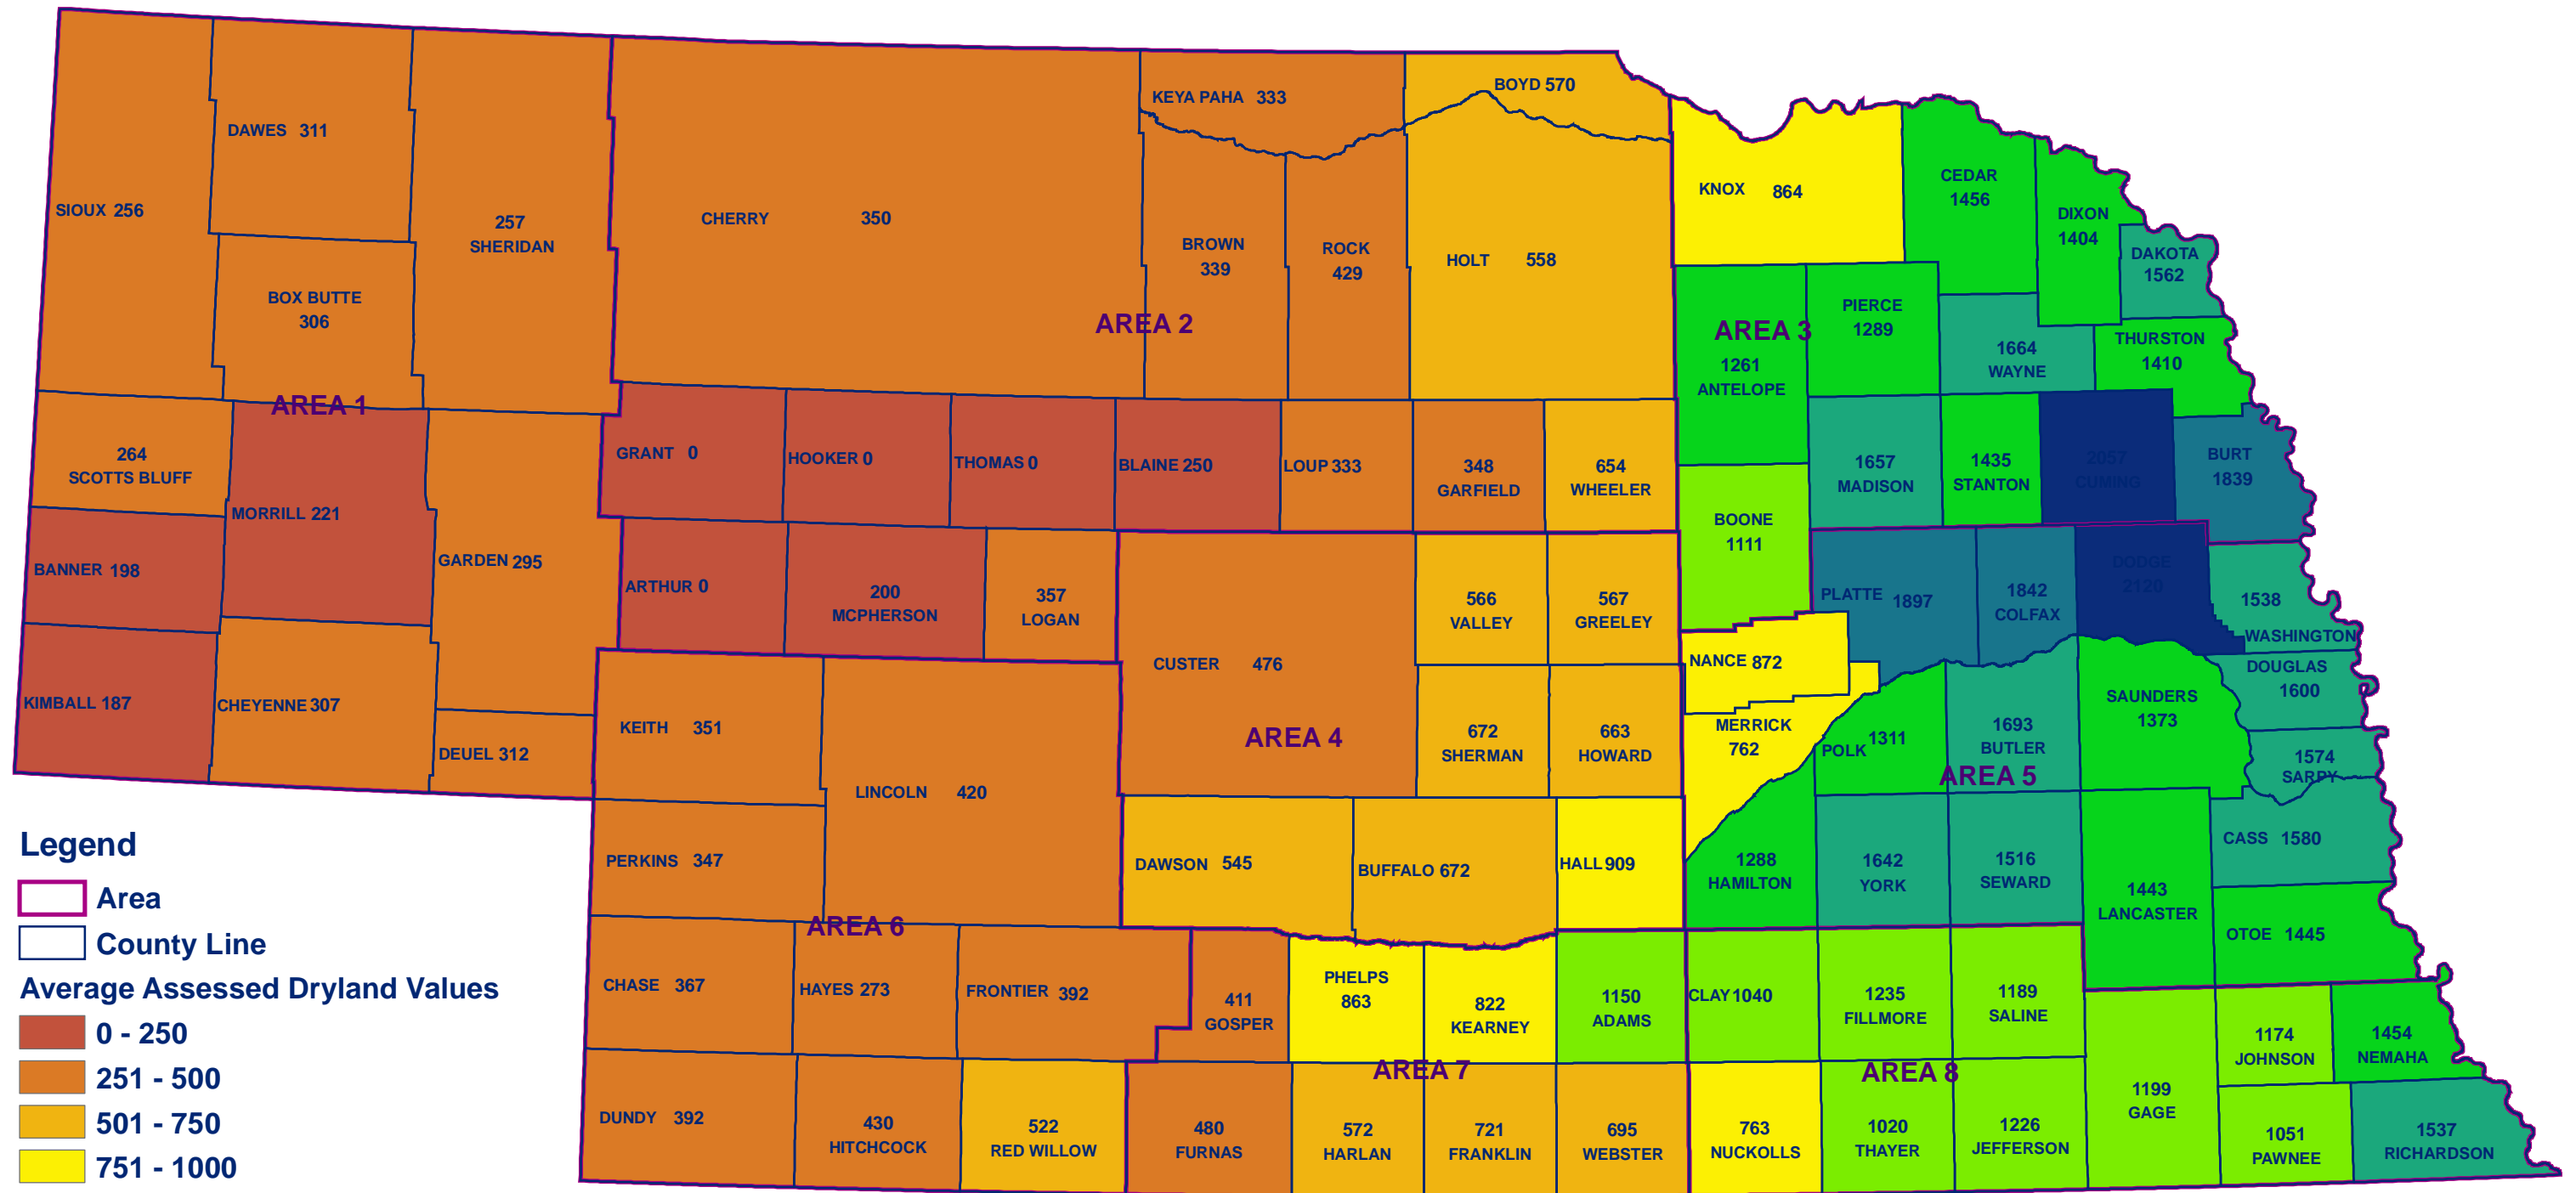 DAWES 311
SIOUX 256
257
SHERIDAN
BOX BUTTE
306
AREA 1
264
SCOTTS BLUFF
MORRILL 221
BANNER 198
GARDEN 295
KIMBALL 187
CHEYENNE 307
DEUEL 312
CHERRY 350
KEYA PAHA 333
BOYD 570
BROWN
339
ROCK
429
HOLT 558
AREA 2
GRANT 0
HOOKER 0
THOMAS 0
BLAINE 250
LOUP 333
348
GARFIELD
654
WHEELER
ARTHUR 0
200
MCPHERSON
357
LOGAN
KNOX 864
CEDAR
1456
DIXON
1404
DAKOTA
1562
AREA 3
1261
ANTELOPE
PIERCE
1289
1664
WAYNE
THURSTON
1410
BOONE
1111
1657
MADISON
1435
STANTON
2057
CUMING
BURT
1839
CUSTER 476
566
VALLEY
567
GREELEY
672
SHERMAN
663
HOWARD
AREA 4
DAWSON 545
BUFFALO 672
HALL 909
PLATTE 1897
1842
COLFAX
DODGE
2120
1538
WASHINGTON
NANCE 872
MERRICK
762
POLK 1311
1693
BUTLER
SAUNDERS
1373
DOUGLAS
1600
1574
SARPY
AREA 5
1288
HAMILTON
1642
YORK
1516
SEWARD
1443
LANCASTER
CASS 1580
OTOE 1445
KEITH 351
LINCOLN 420
PERKINS 347
AREA 6
CHASE 367
HAYES 273
FRONTIER 392
DUNDY 392
430
HITCHCOCK
522
RED WILLOW
411
GOSPER
PHELPS
863
822
KEARNEY
1150
ADAMS
AREA 7
480
FURNAS
572
HARLAN
721
FRANKLIN
695
WEBSTER
CLAY 1040
1235
FILLMORE
1189
SALINE
AREA 8
763
NUCKOLLS
1020
THAYER
1226
JEFFERSON
1199
GAGE
1174
JOHNSON
1454
NEMAHA
1051
PAWNEE
1537
RICHARDSON
Legend
Area
County Line
Average Assessed Dryland Values
0 - 250
251 - 500
501 - 750
751 - 1000